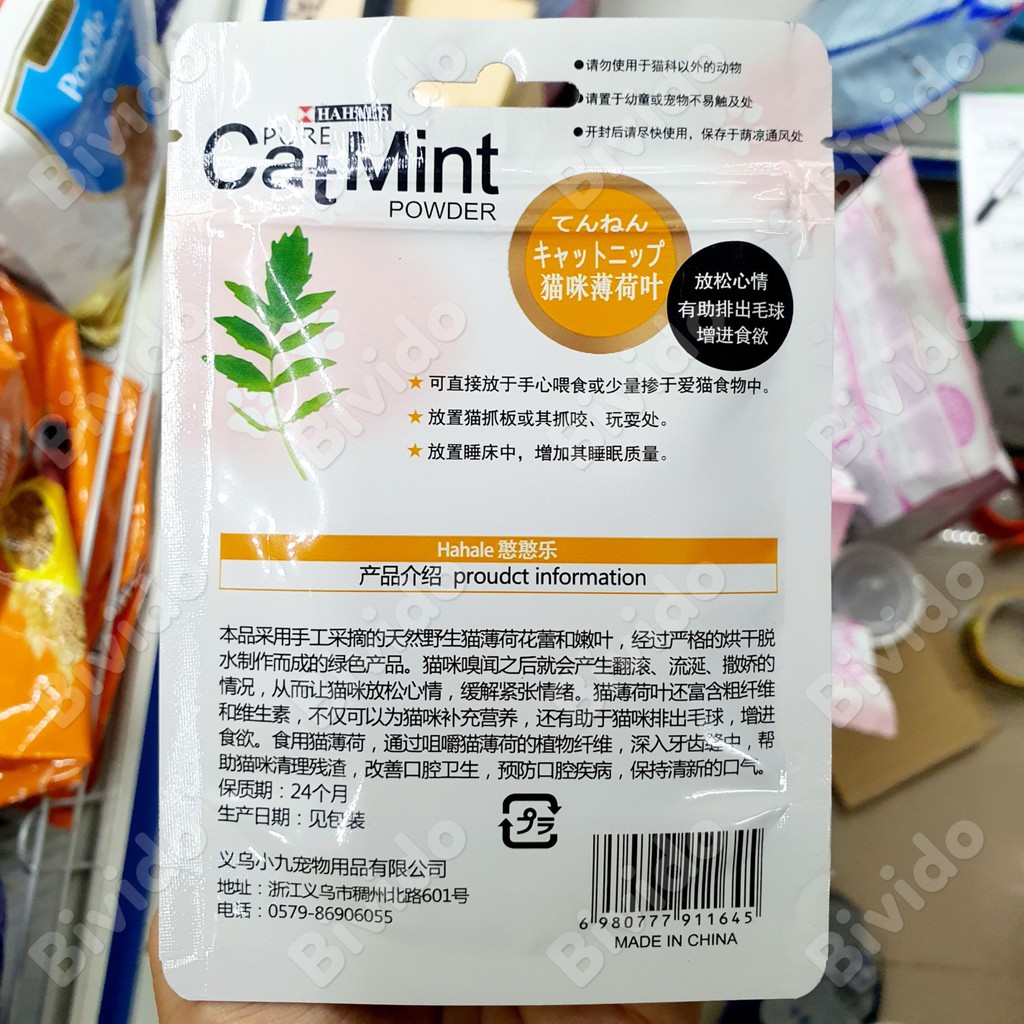 Poodle
●请勿使用于猫科以外的动物
●请置于幼童或宠物不易触及处
●开封后请尽快使用，保存于荫凉通风处
PURE
CatMint
POWDER
てんねん
キャットニップ
猫咪薄荷叶
放松心情
有助排出毛球
增进食欲
★ 可直接放于手心喂食或少量掺于爱猫食物中。
★ 放置猫抓板或其抓咬、玩耍处。
★ 放置睡床中，增加其睡眠质量。
Hahale 憨憨乐
产品介绍 proudct information
本品采用手工采摘的天然野生猫薄荷花蕾和嫩叶，经过严格的烘干脱
水制作而成的绿色产品。猫咪嗅闻之后就会产生翻滚、流涎、撒娇的
情况，从而让猫咪放松心情，缓解紧张情绪。猫薄荷叶还富含粗纤维
和维生素，不仅可以为猫咪补充营养，还有助于猫咪排出毛球，增进
食欲。食用猫薄荷，通过咀嚼猫薄荷的植物纤维，深入牙齿缝中，帮
助猫咪清理残渣，改善口腔卫生，预防口腔疾病，保持清新的口气。
保质期：24个月
生产日期：见包装
プラ
义乌小九宠物用品有限公司
地址：浙江义乌市稠州北路601号
电话：0579-86906055
6 980777 911645
MADE IN CHINA
Bivido